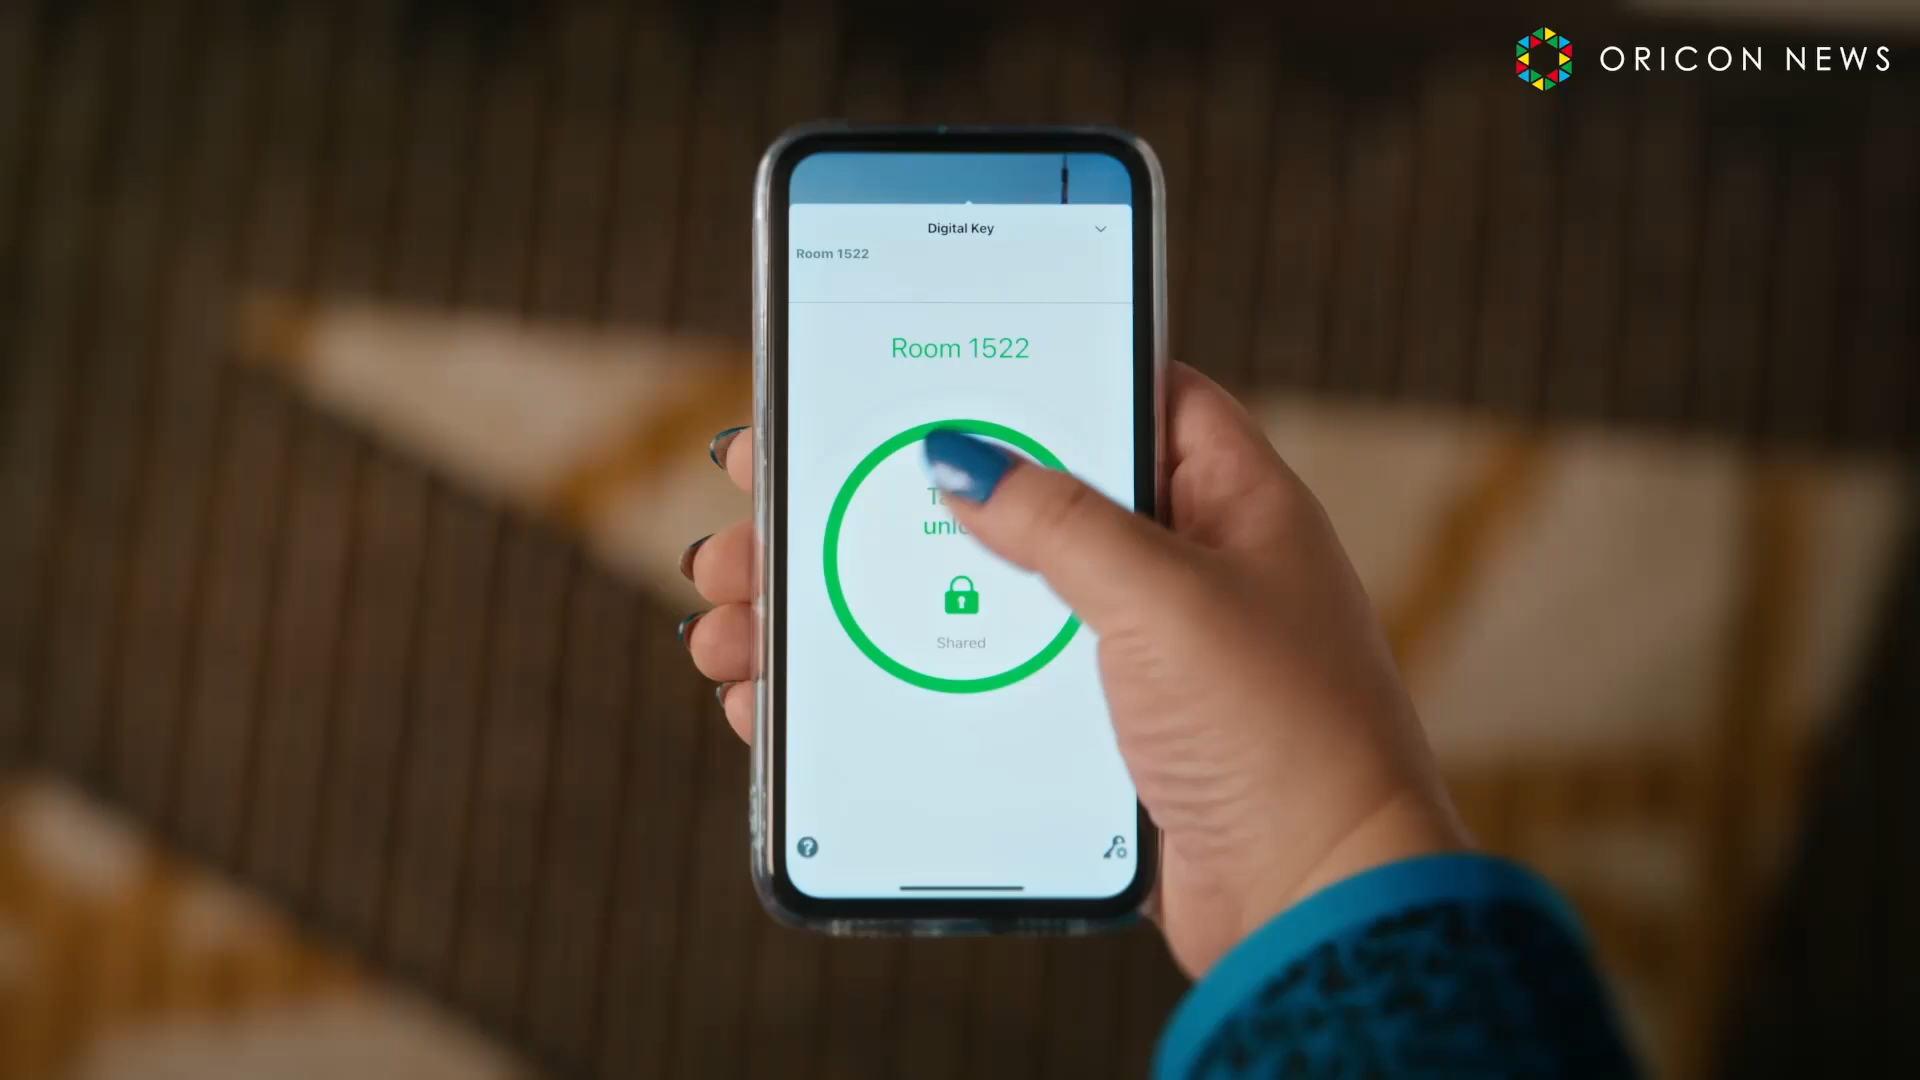 ORICON NEWS
Digital Key
Room 1522
Room 1522
Shared